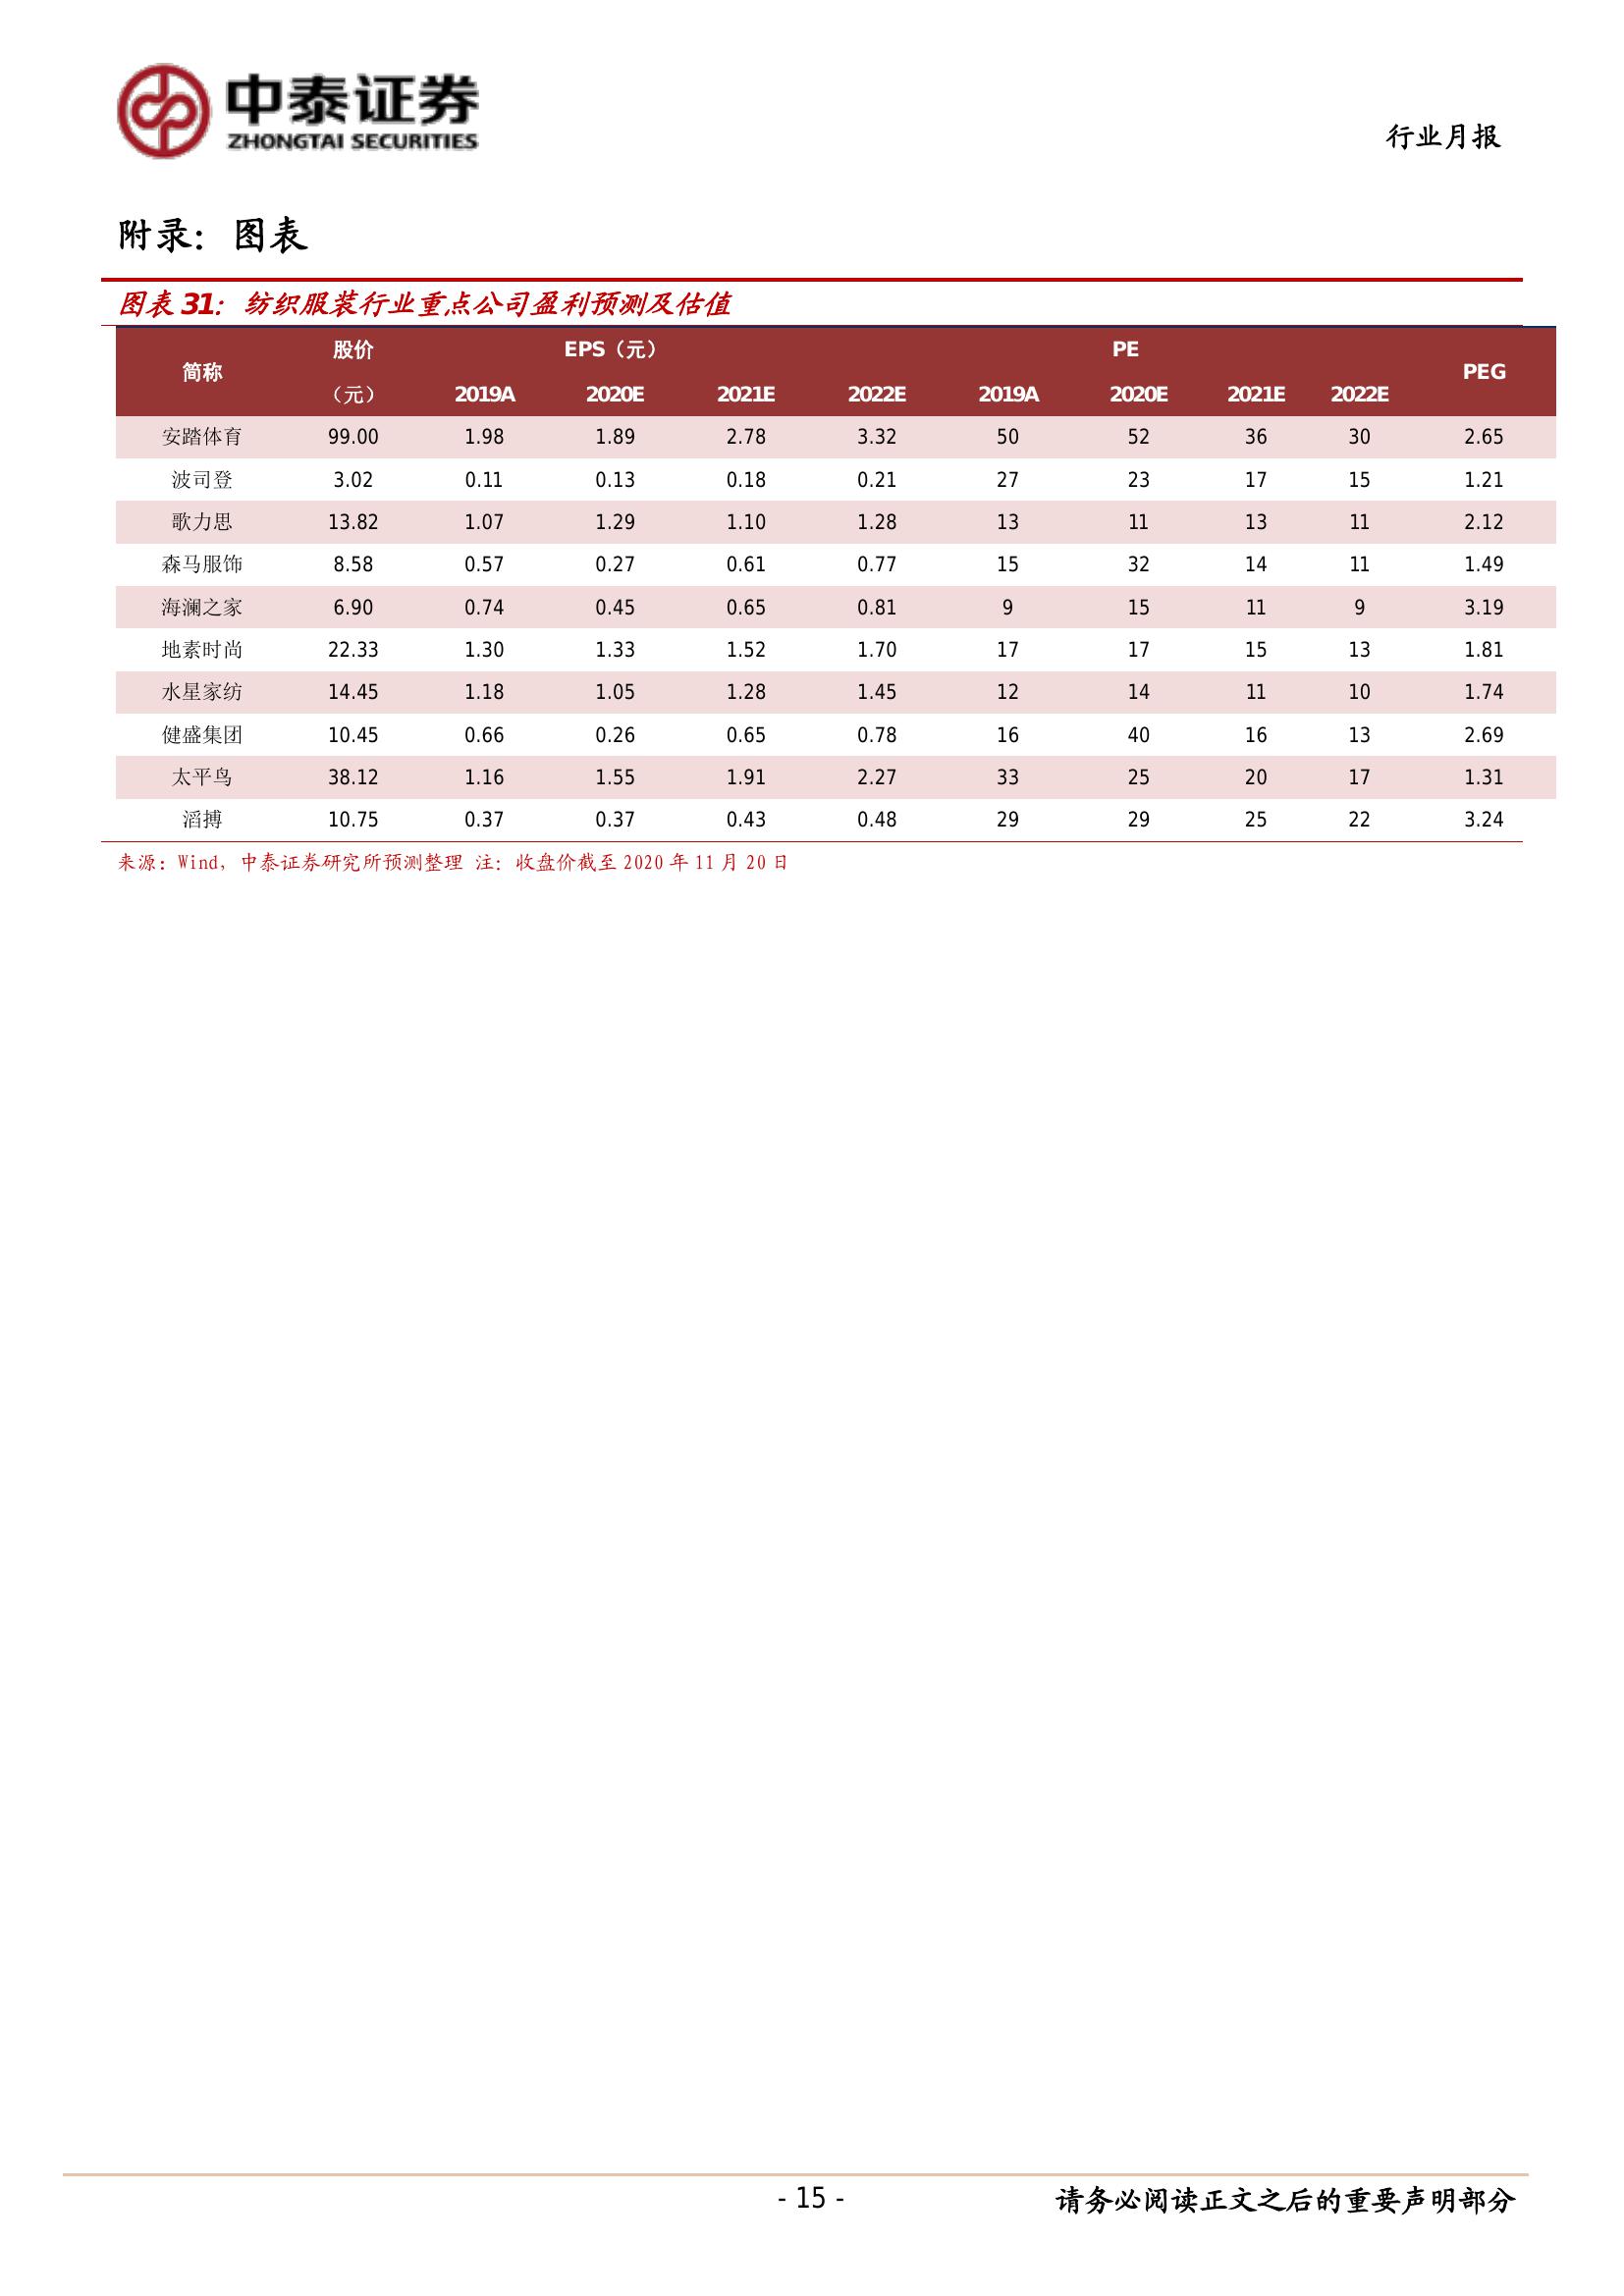 中泰证券
ZHONGTAI SECURITIES
行业月报
附录：图表
图表 31：纺织服装行业重点公司盈利预测及估值
简称 股价（元） EPS（元） PE PEG
2019A 2020E 2021E 2022E 2019A 2020E 2021E 2022E
安踏体育 99.00 1.98 1.89 2.78 3.32 50 52 36 30 2.65
波司登 3.02 0.11 0.13 0.18 0.21 27 23 17 15 1.21
歌力思 13.82 1.07 1.29 1.10 1.28 13 11 13 11 2.12
森马服饰 8.58 0.57 0.27 0.61 0.77 15 32 14 11 1.49
海澜之家 6.90 0.74 0.45 0.65 0.81 9 15 11 9 3.19
地素时尚 22.33 1.30 1.33 1.52 1.70 17 17 15 13 1.81
水星家纺 14.45 1.18 1.05 1.28 1.45 12 14 11 10 1.74
健盛集团 10.45 0.66 0.26 0.65 0.78 16 40 16 13 2.69
太平鸟 38.12 1.16 1.55 1.91 2.27 33 25 20 17 1.31
滔搏 10.75 0.37 0.37 0.43 0.48 29 29 25 22 3.24
来源：Wind，中泰证券研究所预测整理 注：收盘价截至 2020 年 11 月 20 日
- 15 -
请务必阅读正文之后的重要声明部分